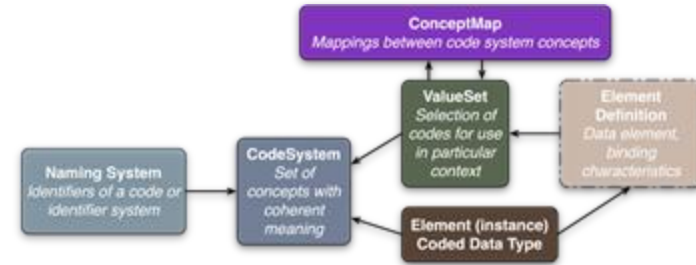 ConceptMap
Mappings between code system concepts
ValueSet
Selection of
codes for use
in particular
context
Element
Definition
Data element,
binding
characteristics
CodeSystem
Set of
concepts with
coherent
meaning
Naming System
Identifiers of a code or
identifier system
Element (instance)
Coded Data Type